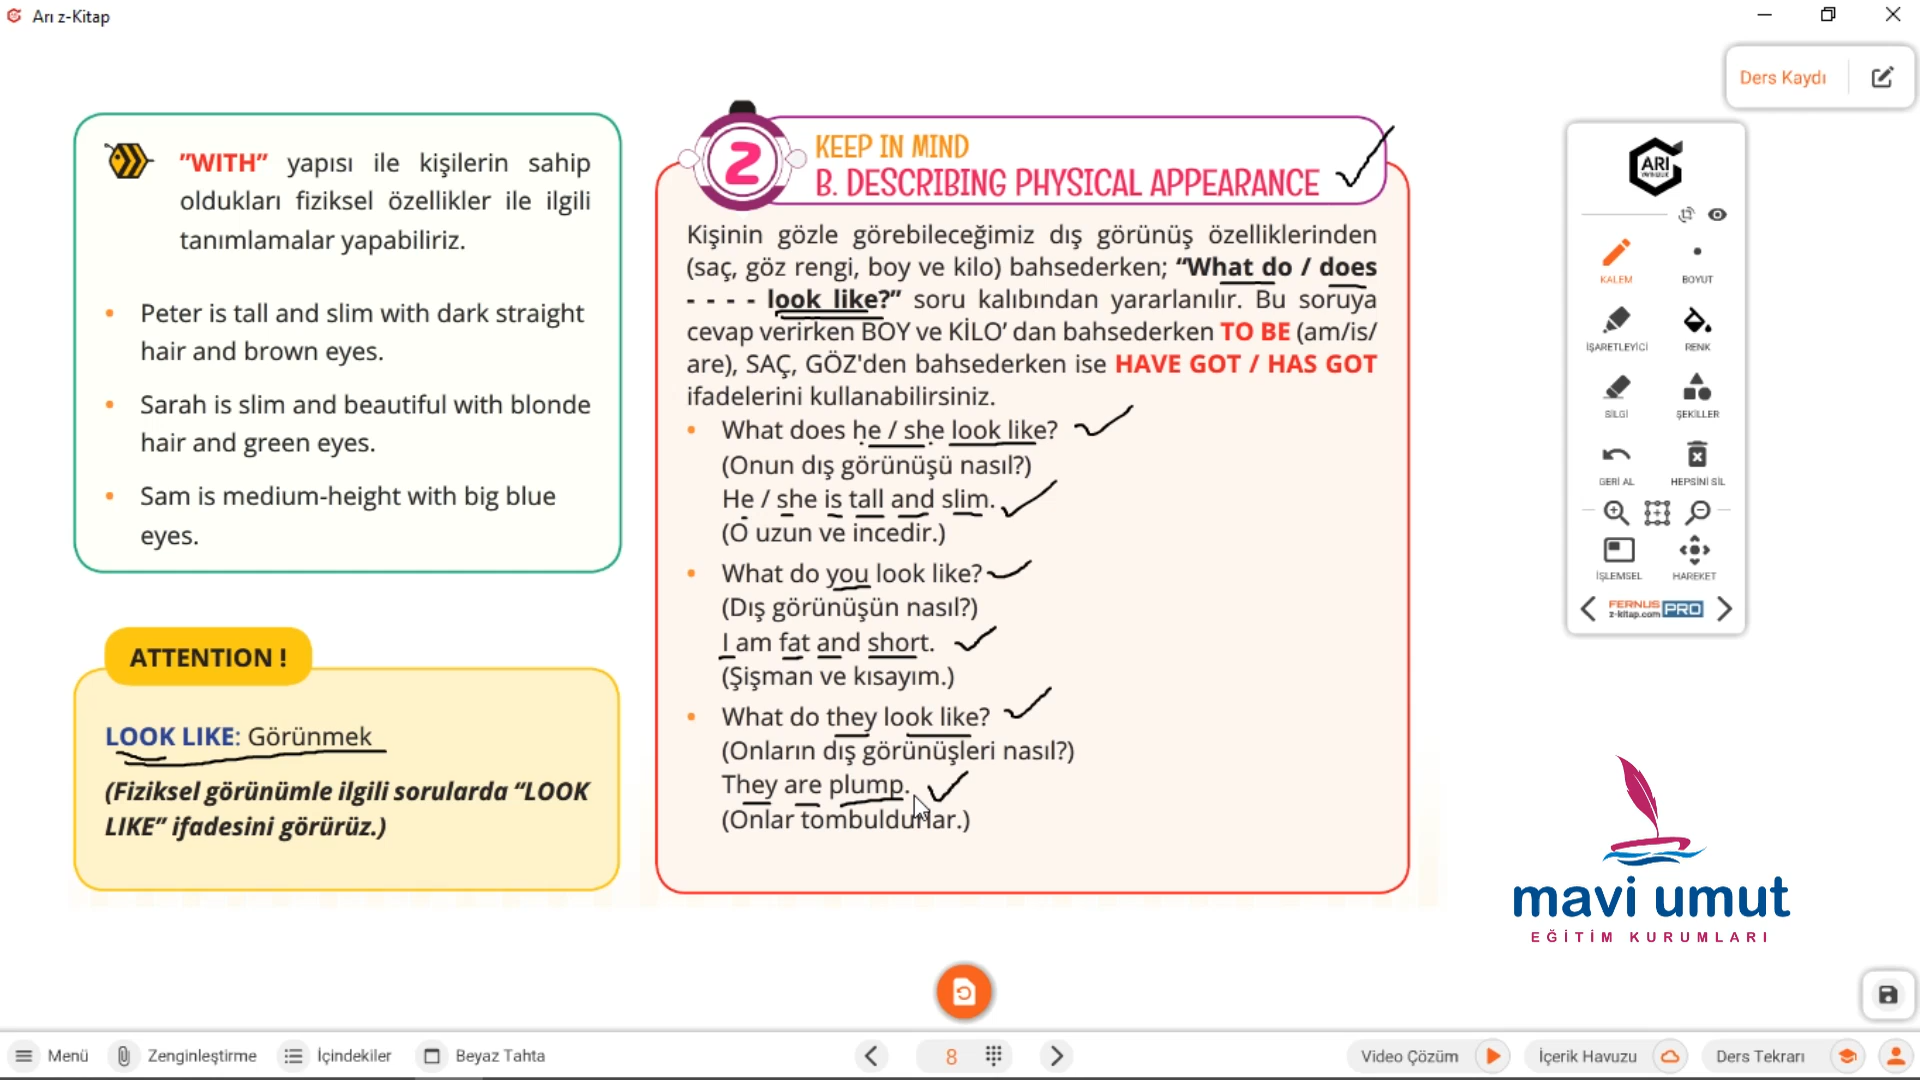 Arı z-Kitap
Ders Kaydı
"WITH" yapısı ile kişilerin sahip
oldukları fiziksel özellikler ile ilgili
tanımlamalar yapabiliriz.
• Peter is tall and slim with dark straight
hair and brown eyes.
• Sarah is slim and beautiful with blonde
hair and green eyes.
• Sam is medium-height with big blue
eyes.
ATTENTION !
LOOK LIKE: Görünmek
(Fiziksel görünümle ilgili sorularda “LOOK
LIKE” ifadesini görürüz.)
2
KEEP IN MIND
B. DESCRIBING PHYSICAL APPEARANCE
Kişinin gözle görebileceğimiz dış görünüş özelliklerinden
(saç, göz rengi, boy ve kilo) bahsederken; “What do / does
- - - - look like?” soru kalıbından yararlanılır. Bu soruya
cevap verirken BOY ve KİLO’ dan bahsederken TO BE (am/is/
are), SAÇ, GÖZ'den bahsederken ise HAVE GOT / HAS GOT
ifadelerini kullanabilirsiniz.
• What does he / she look like?
(Onun dış görünüşü nasıl?)
He / she is tall and slim.
(O uzun ve incedir.)
• What do you look like?
(Dış görünüşün nasıl?)
I am fat and short.
(Şişman ve kısayım.)
• What do they look like?
(Onların dış görünüşleri nasıl?)
They are plump.
(Onlar tombuldurlar.)
ARI
KALEM
BOYUT
İŞARETLEYİCİ
RENK
SİLGİ
ŞEKİLLER
GERİ AL
HEPSİNİ SİL
İŞLEMSEL
HAREKET
FERNUS
z-kitap.com PRO
mavi umut
EĞİTİM KURUMLARI
Menü
Zenginleştirme
İçindekiler
Beyaz Tahta
8
Video Çözüm
İçerik Havuzu
Ders Tekrarı